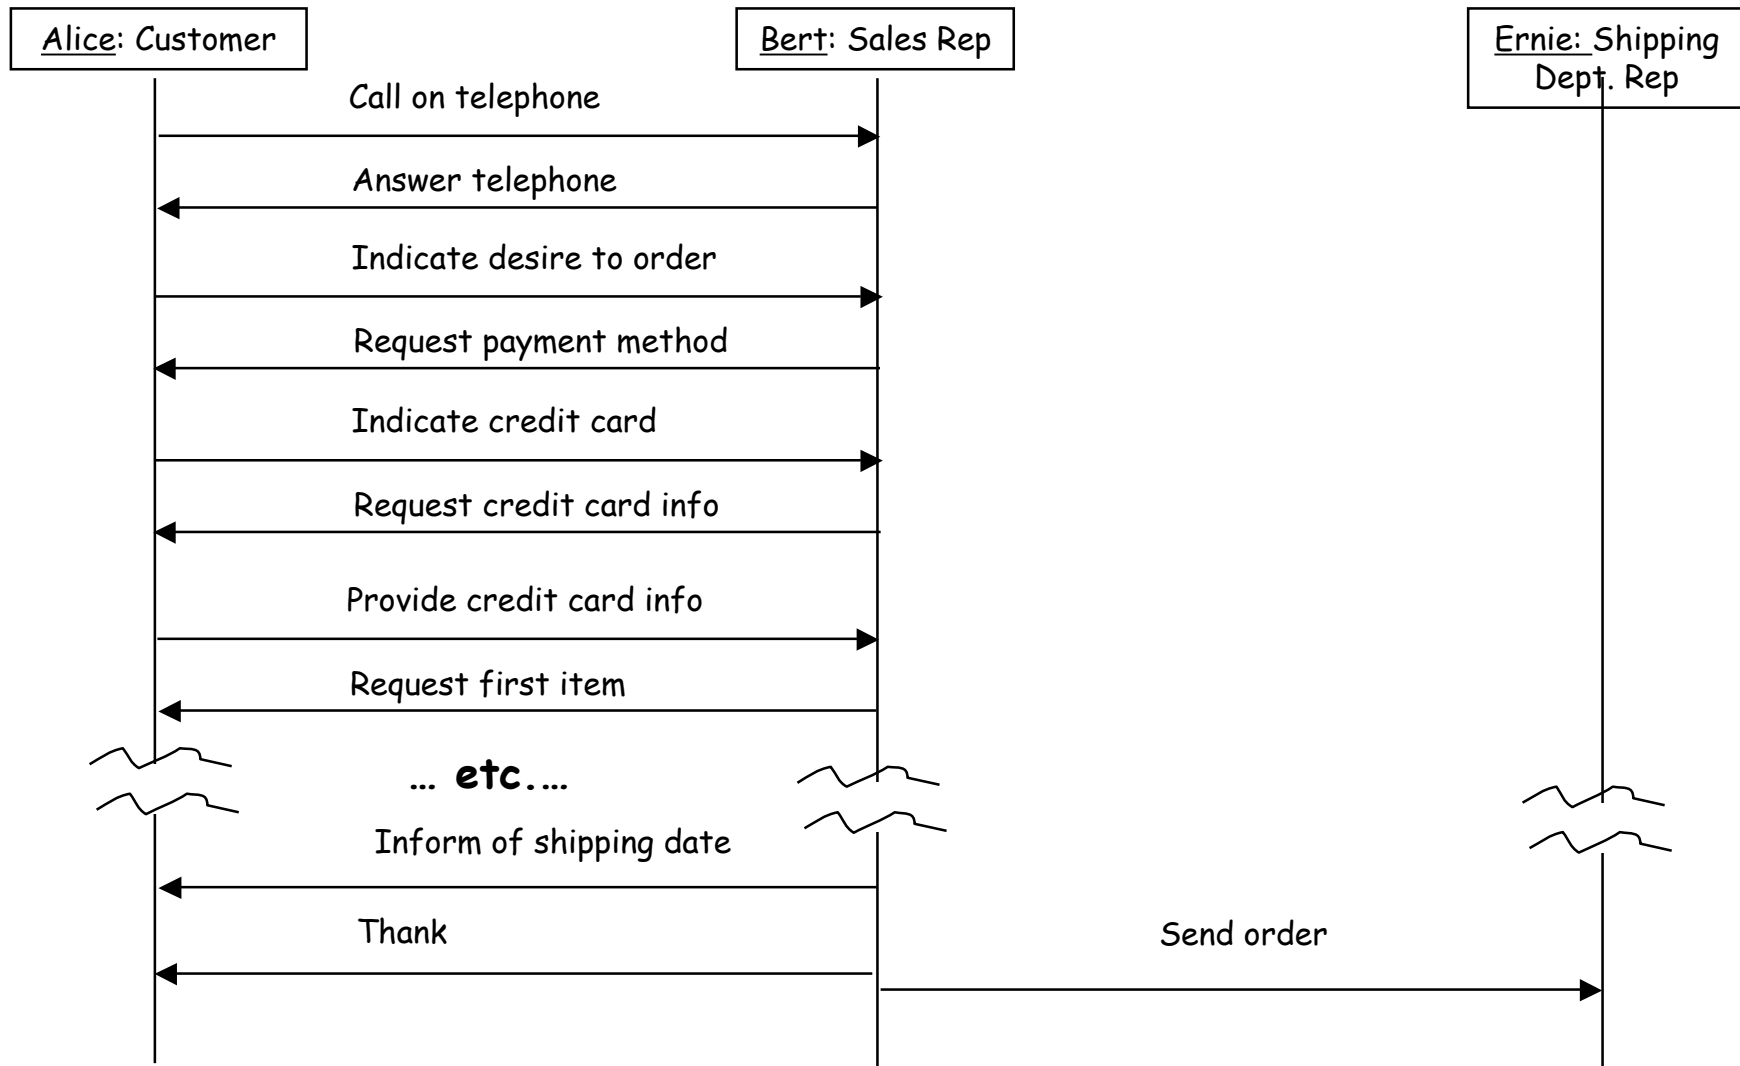 Alice: Customer
Bert: Sales Rep
Ernie: Shipping
Dept. Rep
Call on telephone
Answer telephone
Indicate desire to order
Request payment method
Indicate credit card
Request credit card info
Provide credit card info
Request first item
… etc.…
Inform of shipping date
Thank
Send order